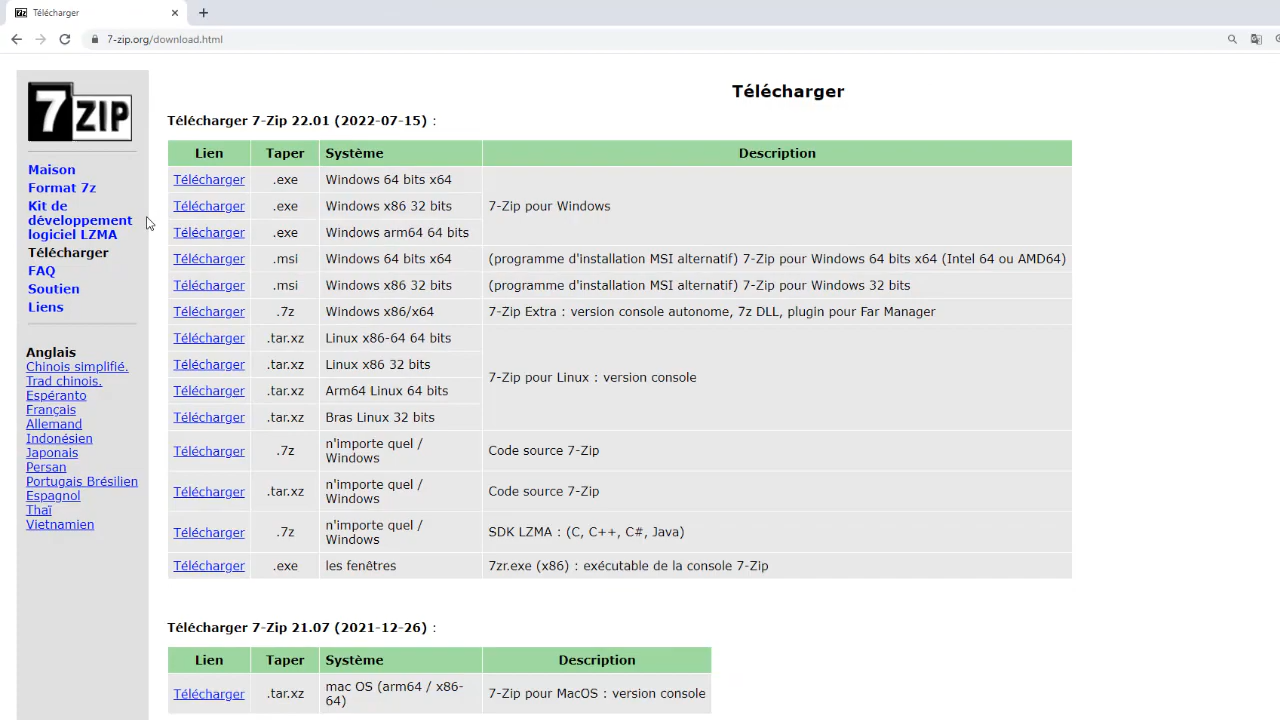 Télécharger
7-zip.org/download.html
7ZIP
Maison
Format 7z
Kit de
développement
logiciel LZMA
Télécharger
FAQ
Soutien
Liens
Anglais
Chinois simplifié.
Trad chinois.
Espéranto
Français
Allemand
Indonésien
Japonais
Persan
Portugais Brésilien
Espagnol
Thaï
Vietnamien
Télécharger
Télécharger 7-Zip 22.01 (2022-07-15) :
Lien Taper Système Description
Télécharger .exe Windows 64 bits x64
Télécharger .exe Windows x86 32 bits 7-Zip pour Windows
Télécharger .exe Windows arm64 64 bits
Télécharger .msi Windows 64 bits x64 (programme d'installation MSI alternatif) 7-Zip pour Windows 64 bits x64 (Intel 64 ou AMD64)
Télécharger .msi Windows x86 32 bits (programme d'installation MSI alternatif) 7-Zip pour Windows 32 bits
Télécharger .7z Windows x86/x64 7-Zip Extra : version console autonome, 7z DLL, plugin pour Far Manager
Télécharger .tar.xz Linux x86-64 64 bits
Télécharger .tar.xz Linux x86 32 bits
7-Zip pour Linux : version console
Télécharger .tar.xz Arm64 Linux 64 bits
Télécharger .tar.xz Bras Linux 32 bits
n'importe quel /
Télécharger .7z Windows Code source 7-Zip
n'importe quel /
Télécharger .tar.xz Windows Code source 7-Zip
n'importe quel /
Télécharger .7z Windows SDK LZMA : (C, C++, C#, Java)
Télécharger .exe les fenêtres 7zr.exe (x86) : exécutable de la console 7-Zip
Télécharger 7-Zip 21.07 (2021-12-26) :
Lien Taper Système Description
mac OS (arm64 / x86-
Télécharger .tar.xz 64) 7-Zip pour MacOS : version console